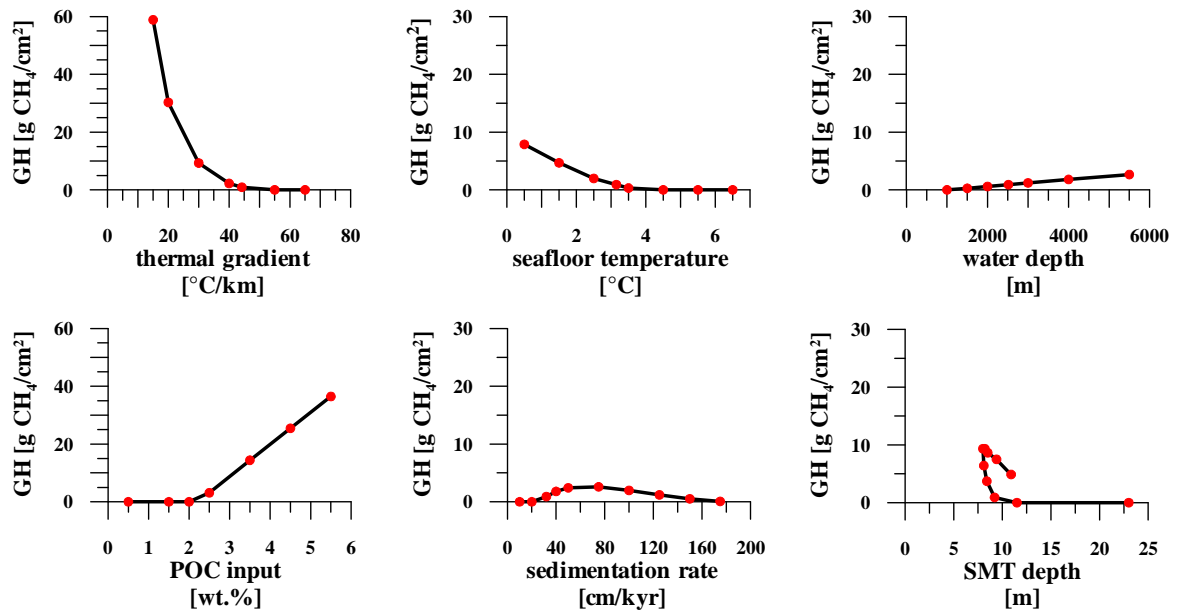 GH [g CH₄/cm²]
60
40
20
0
0 20 40 60 80
thermal gradient
[°C/km]
GH [g CH₄/cm²]
30
20
10
0
0 2 4 6
seafloor temperature
[°C]
GH [g CH₄/cm²]
30
20
10
0
0 2000 4000 6000
water depth
[m]
GH [g CH₄/cm²]
60
40
20
0
0 1 2 3 4 5 6
POC input
[wt.%]
GH [g CH₄/cm²]
30
20
10
0
0 40 80 120 160 200
sedimentation rate
[cm/kyr]
GH [g CH₄/cm²]
30
20
10
0
0 5 10 15 20 25
SMT depth
[m]